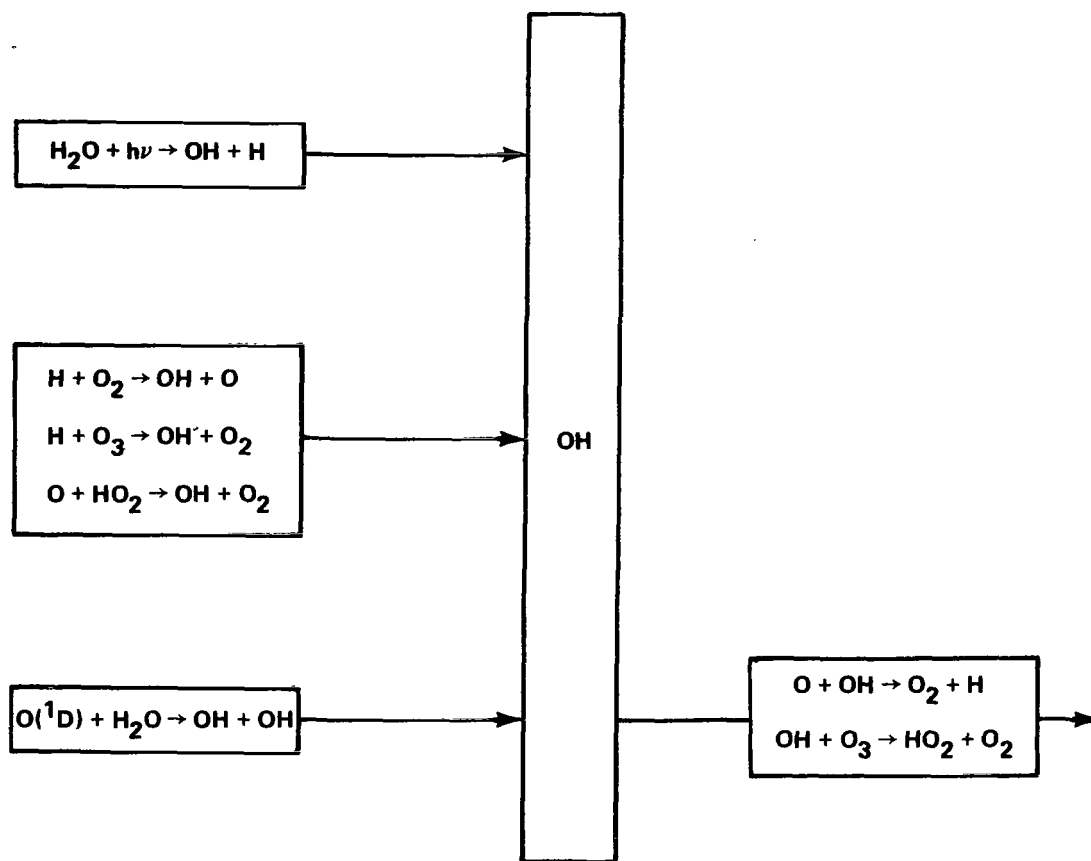 H₂O + hν → OH + H
H + O₂ → OH + O
H + O₃ → OH + O₂
O + HO₂ → OH + O₂
OH
O(¹D) + H₂O → OH + OH
O + OH → O₂ + H
OH + O₃ → HO₂ + O₂